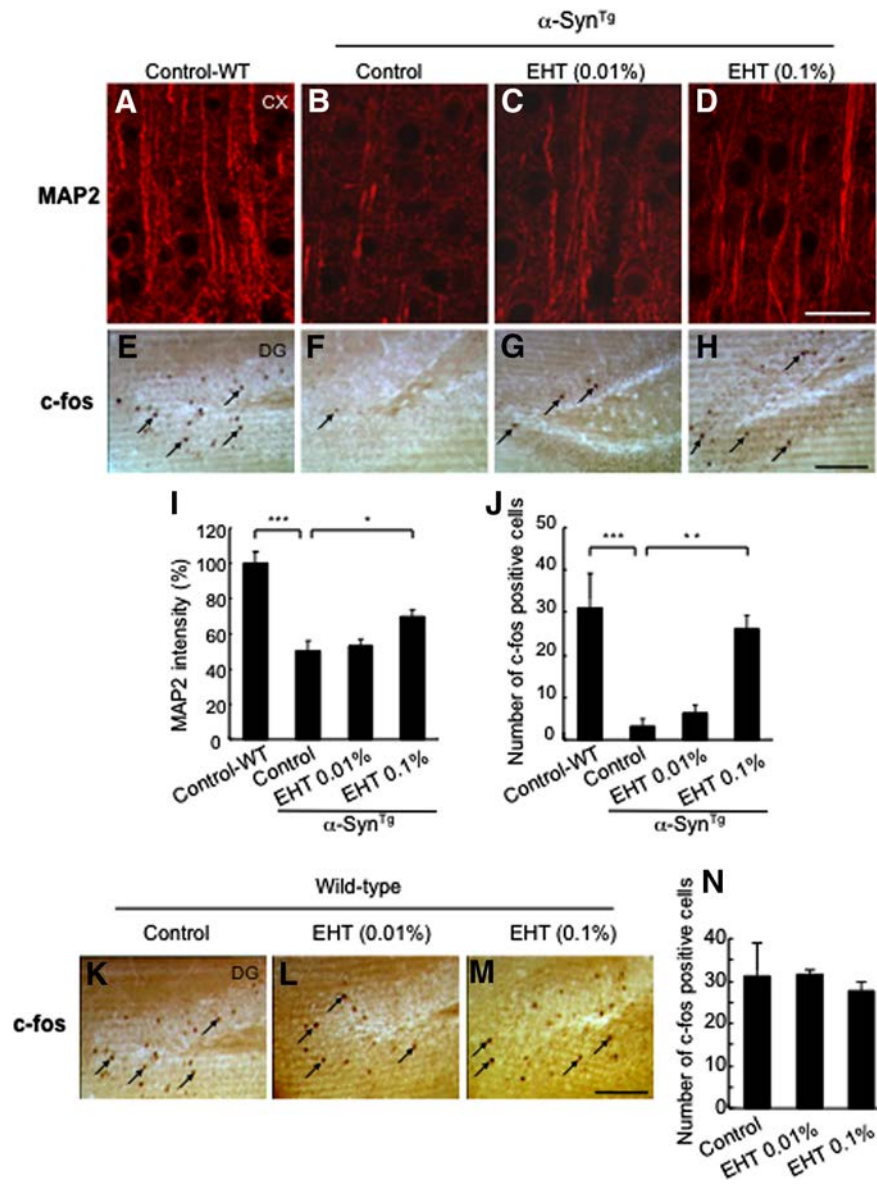 α-Syn^Tg
Control-WT Control EHT (0.01%) EHT (0.1%)
A CX B C D
MAP2
E DG F G H
c-fos
I
MAP2 intensity (%)
120
100
80
60
40
20
0
*** *
Control-WT Control EHT 0.01% EHT 0.1%
α-Syn^Tg
J
Number of c-fos positive cells
50
40
30
20
10
0
*** **
Control-WT Control EHT 0.01% EHT 0.1%
α-Syn^Tg
Wild-type
Control EHT (0.01%) EHT (0.1%)
K DG L M
c-fos
N
Number of c-fos positive cells
40
30
20
10
0
Control EHT 0.01% EHT 0.1%